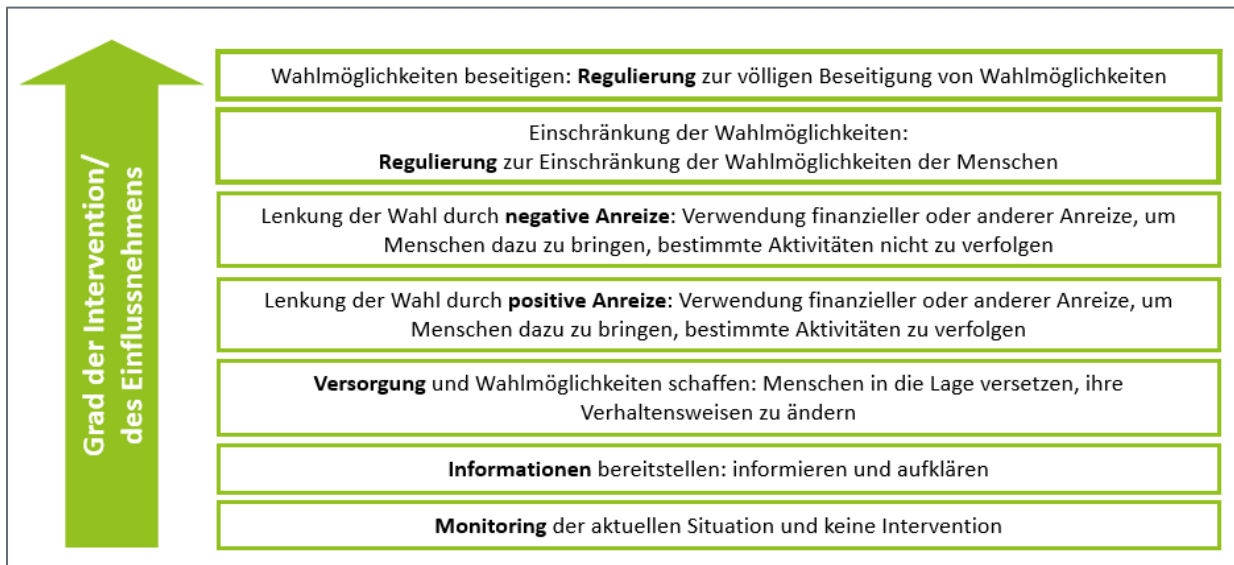 Grad der Intervention/
des Einflussnehmens
Wahlmöglichkeiten beseitigen: Regulierung zur völligen Beseitigung von Wahlmöglichkeiten
Einschränkung der Wahlmöglichkeiten:
Regulierung zur Einschränkung der Wahlmöglichkeiten der Menschen
Lenkung der Wahl durch negative Anreize: Verwendung finanzieller oder anderer Anreize, um
Menschen dazu zu bringen, bestimmte Aktivitäten nicht zu verfolgen
Lenkung der Wahl durch positive Anreize: Verwendung finanzieller oder anderer Anreize, um
Menschen dazu zu bringen, bestimmte Aktivitäten zu verfolgen
Versorgung und Wahlmöglichkeiten schaffen: Menschen in die Lage versetzen, ihre
Verhaltensweisen zu ändern
Informationen bereitstellen: informieren und aufklären
Monitoring der aktuellen Situation und keine Intervention